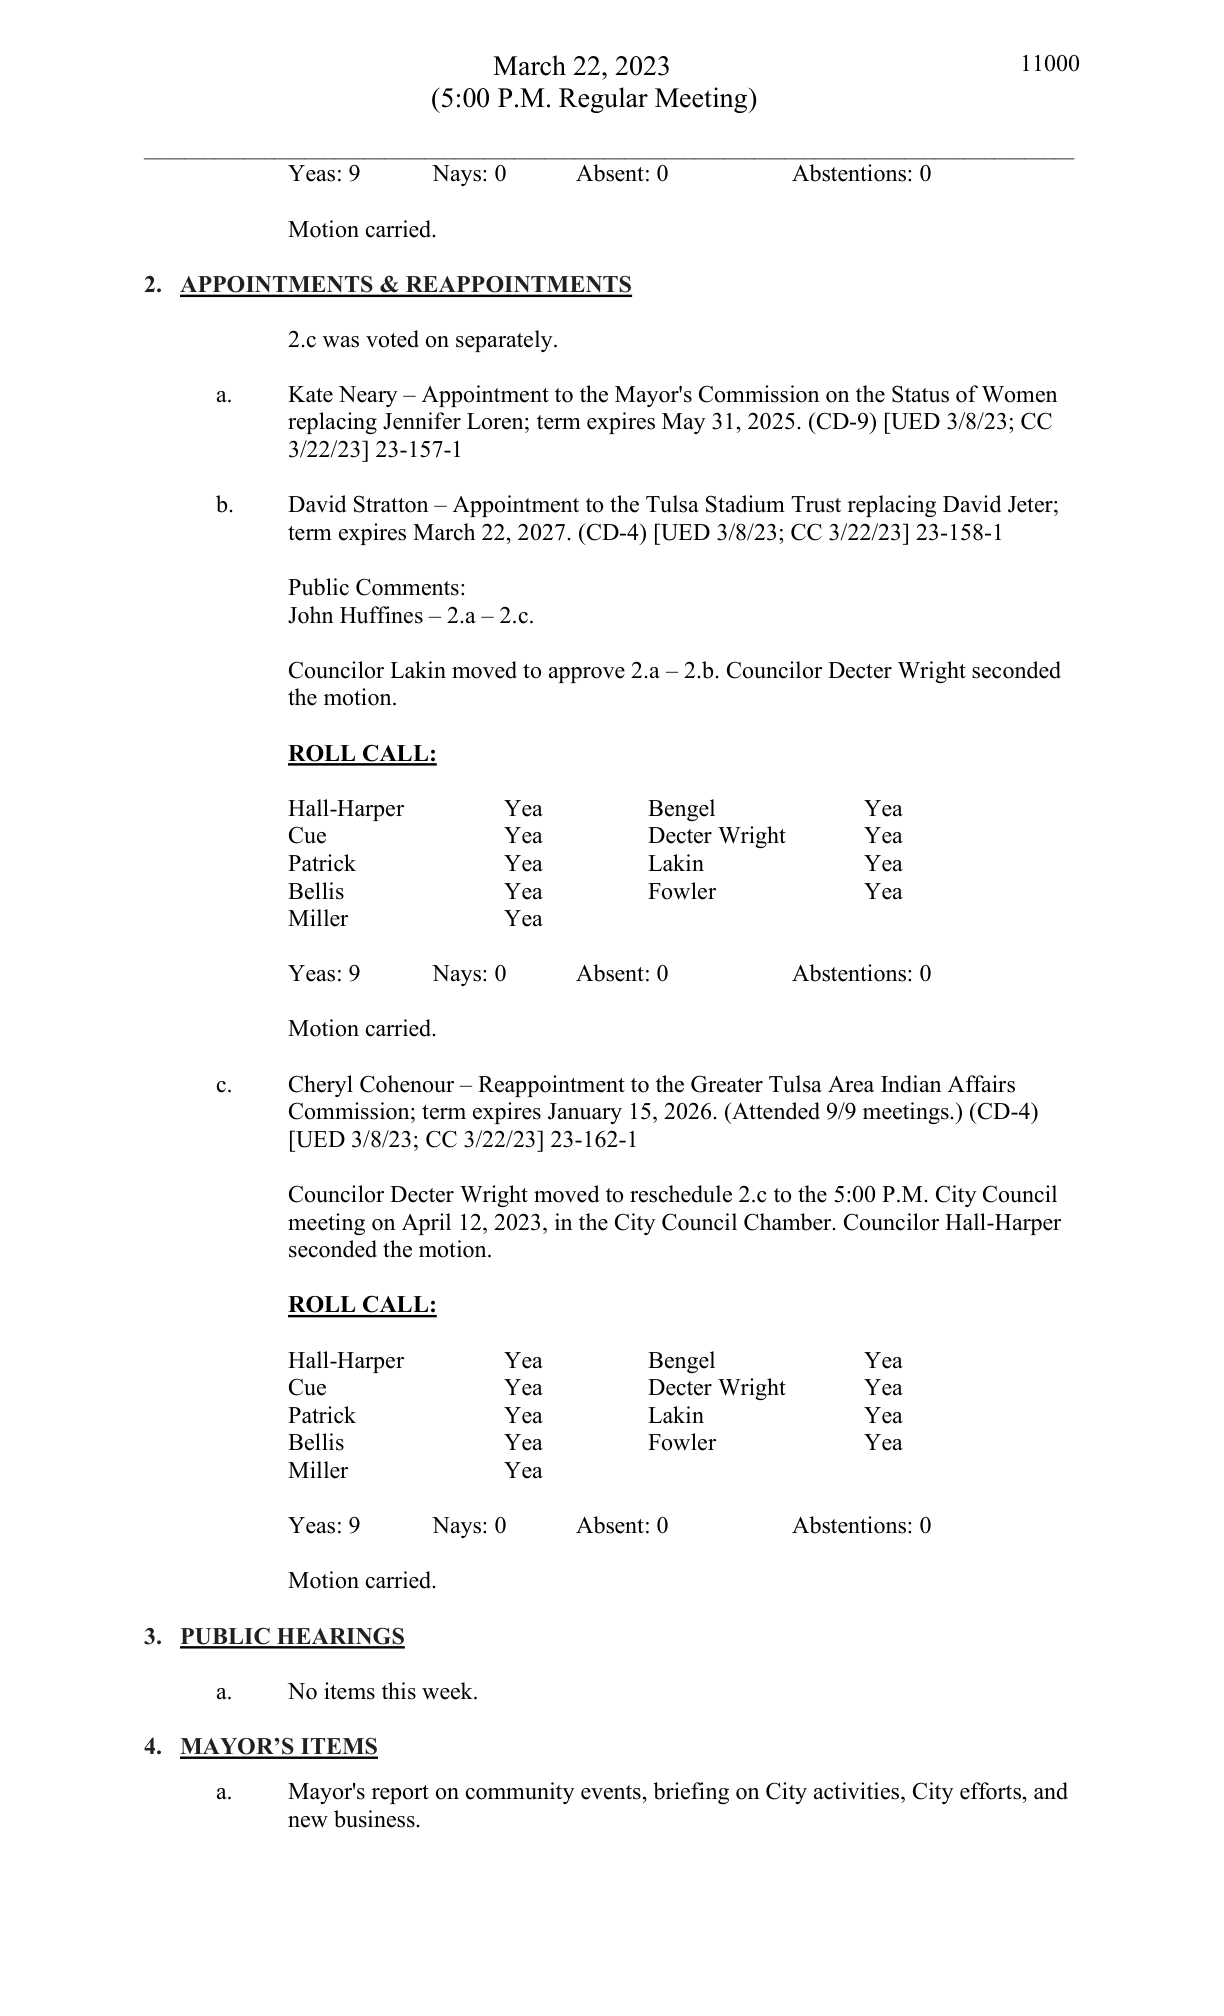 March 22, 2023
11000
(5:00 P.M. Regular Meeting)
Yeas: 9 Nays: 0 Absent: 0 Abstentions: 0
Motion carried.
2. APPOINTMENTS & REAPPOINTMENTS
2.c was voted on separately.
a. Kate Neary – Appointment to the Mayor's Commission on the Status of Women
replacing Jennifer Loren; term expires May 31, 2025. (CD-9) [UED 3/8/23; CC
3/22/23] 23-157-1
b. David Stratton – Appointment to the Tulsa Stadium Trust replacing David Jeter;
term expires March 22, 2027. (CD-4) [UED 3/8/23; CC 3/22/23] 23-158-1
Public Comments:
John Huffines – 2.a – 2.c.
Councilor Lakin moved to approve 2.a – 2.b. Councilor Decter Wright seconded
the motion.
ROLL CALL:
Hall-Harper Yea Bengel Yea
Cue Yea Decter Wright Yea
Patrick Yea Lakin Yea
Bellis Yea Fowler Yea
Miller Yea
Yeas: 9 Nays: 0 Absent: 0 Abstentions: 0
Motion carried.
c. Cheryl Cohenour – Reappointment to the Greater Tulsa Area Indian Affairs
Commission; term expires January 15, 2026. (Attended 9/9 meetings.) (CD-4)
[UED 3/8/23; CC 3/22/23] 23-162-1
Councilor Decter Wright moved to reschedule 2.c to the 5:00 P.M. City Council
meeting on April 12, 2023, in the City Council Chamber. Councilor Hall-Harper
seconded the motion.
ROLL CALL:
Hall-Harper Yea Bengel Yea
Cue Yea Decter Wright Yea
Patrick Yea Lakin Yea
Bellis Yea Fowler Yea
Miller Yea
Yeas: 9 Nays: 0 Absent: 0 Abstentions: 0
Motion carried.
3. PUBLIC HEARINGS
a. No items this week.
4. MAYOR’S ITEMS
a. Mayor's report on community events, briefing on City activities, City efforts, and
new business.